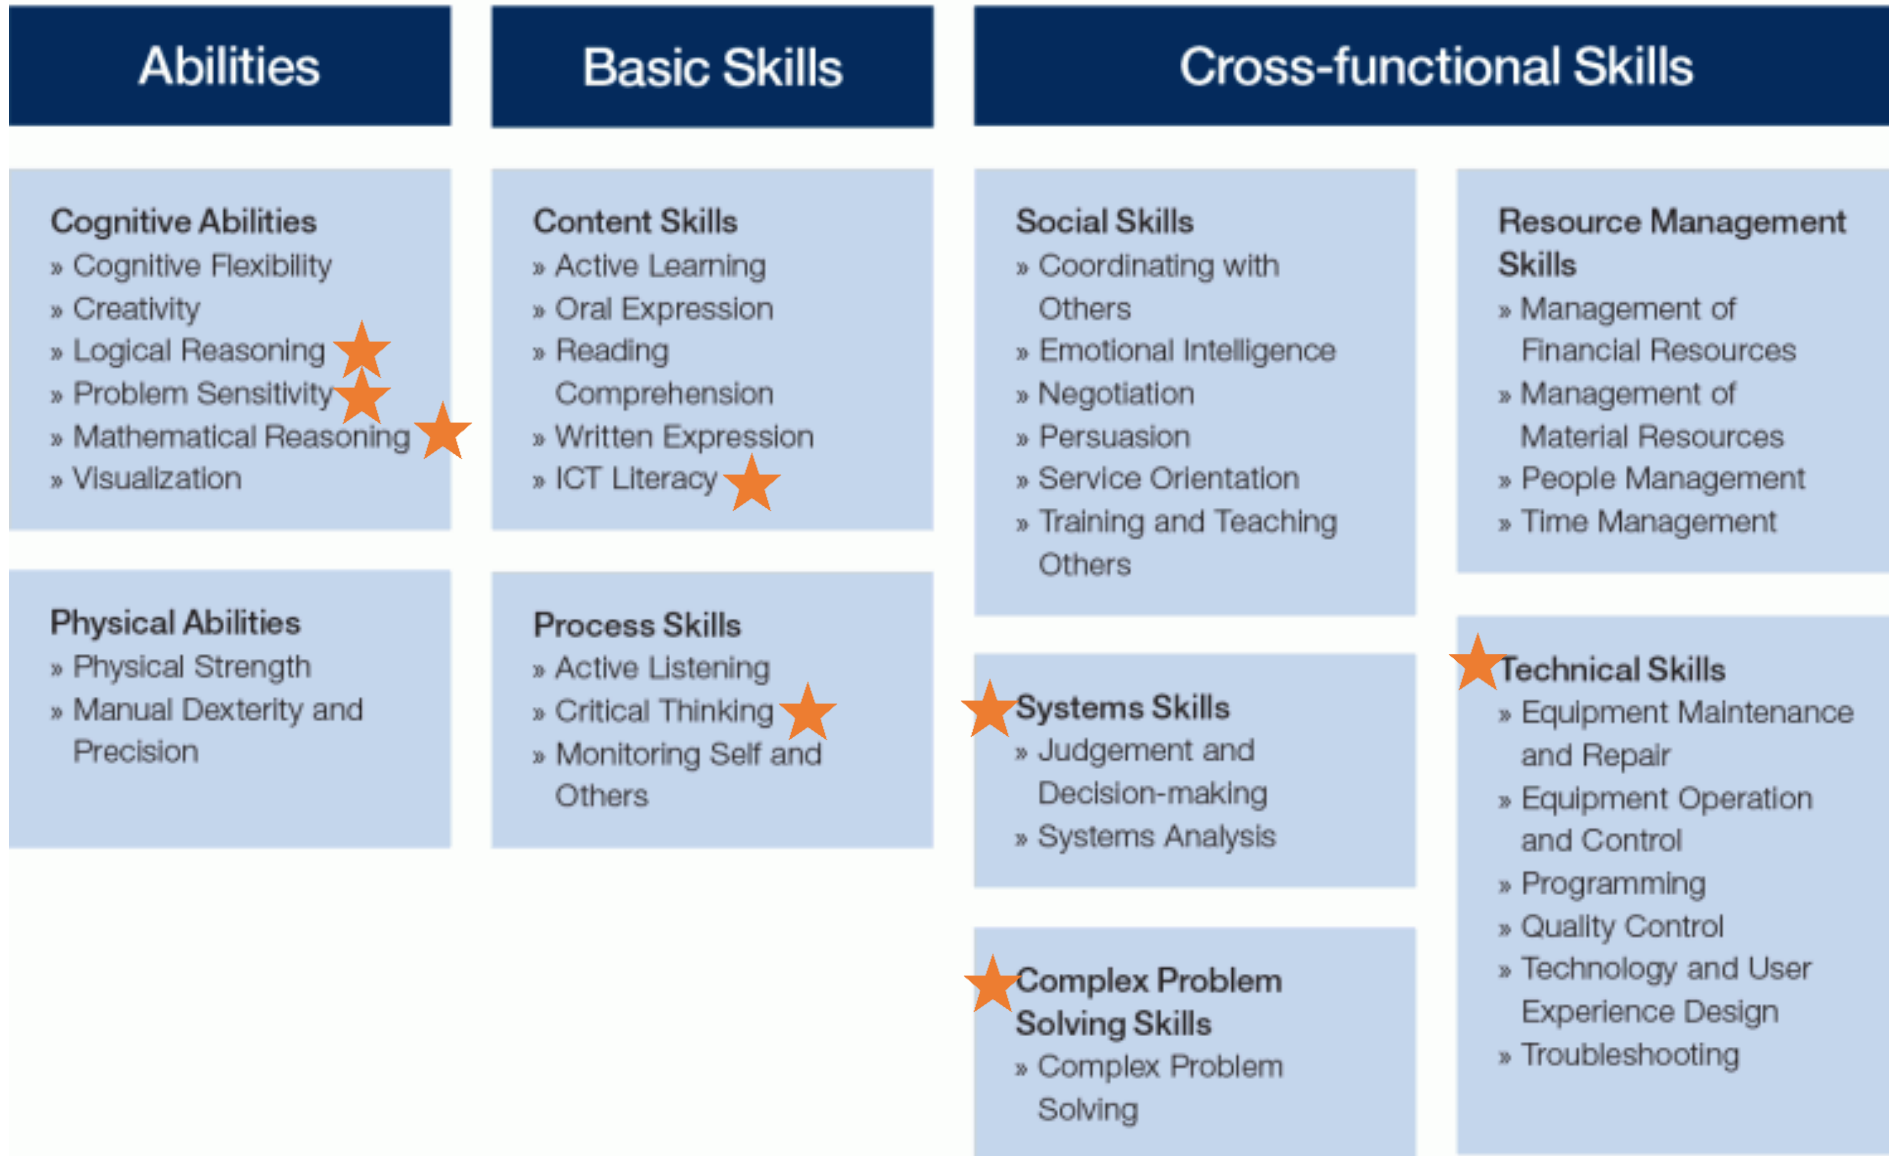 Abilities
Basic Skills
Cross-functional Skills
Cognitive Abilities
» Cognitive Flexibility
» Creativity
» Logical Reasoning
» Problem Sensitivity
» Mathematical Reasoning
» Visualization
Physical Abilities
» Physical Strength
» Manual Dexterity and
Precision
Content Skills
» Active Learning
» Oral Expression
» Reading
Comprehension
» Written Expression
» ICT Literacy
Process Skills
» Active Listening
» Critical Thinking
» Monitoring Self and
Others
Social Skills
» Coordinating with
Others
» Emotional Intelligence
» Negotiation
» Persuasion
» Service Orientation
» Training and Teaching
Others
Systems Skills
» Judgement and
Decision-making
» Systems Analysis
Complex Problem
Solving Skills
» Complex Problem
Solving
Resource Management
Skills
» Management of
Financial Resources
» Management of
Material Resources
» People Management
» Time Management
Technical Skills
» Equipment Maintenance
and Repair
» Equipment Operation
and Control
» Programming
» Quality Control
» Technology and User
Experience Design
» Troubleshooting